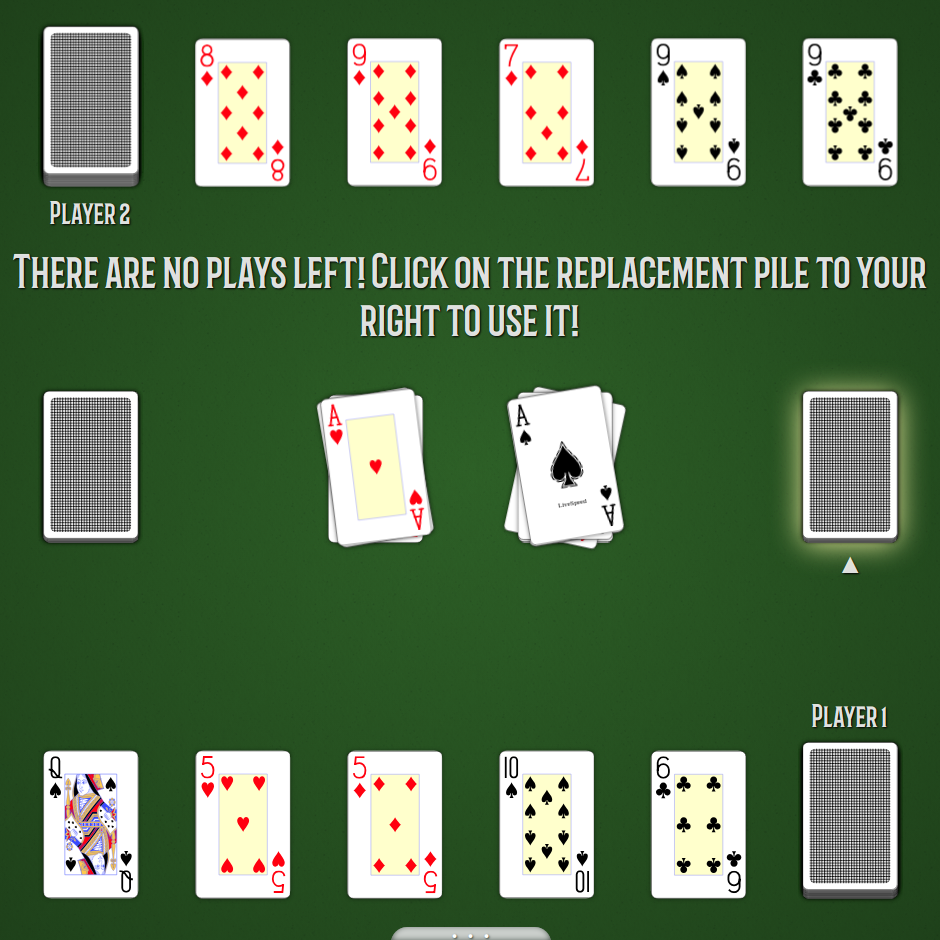 8 9 7 9 9
8 9 7 9 9
Player 2
There are no plays left! Click on the replacement pile to your
right to use it!
A A
LiveSpeed
A A
Player 1
Q 5 5 10 6
Q 5 5 10 6